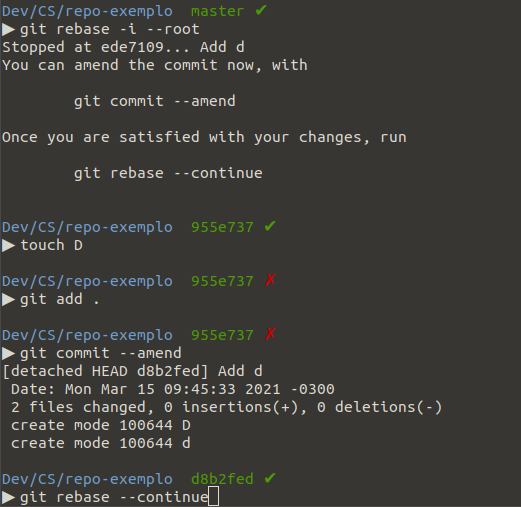 Dev/CS/repo-exemplo master ✔
▶ git rebase -i --root
Stopped at ede7109... Add d
You can amend the commit now, with
git commit --amend
Once you are satisfied with your changes, run
git rebase --continue
Dev/CS/repo-exemplo 955e737 ✔
▶ touch D
Dev/CS/repo-exemplo 955e737 ✗
▶ git add .
Dev/CS/repo-exemplo 955e737 ✗
▶ git commit --amend
[detached HEAD d8b2fed] Add d
Date: Mon Mar 15 09:45:33 2021 -0300
2 files changed, 0 insertions(+), 0 deletions(-)
create mode 100644 D
create mode 100644 d
Dev/CS/repo-exemplo d8b2fed ✔
▶ git rebase --continue